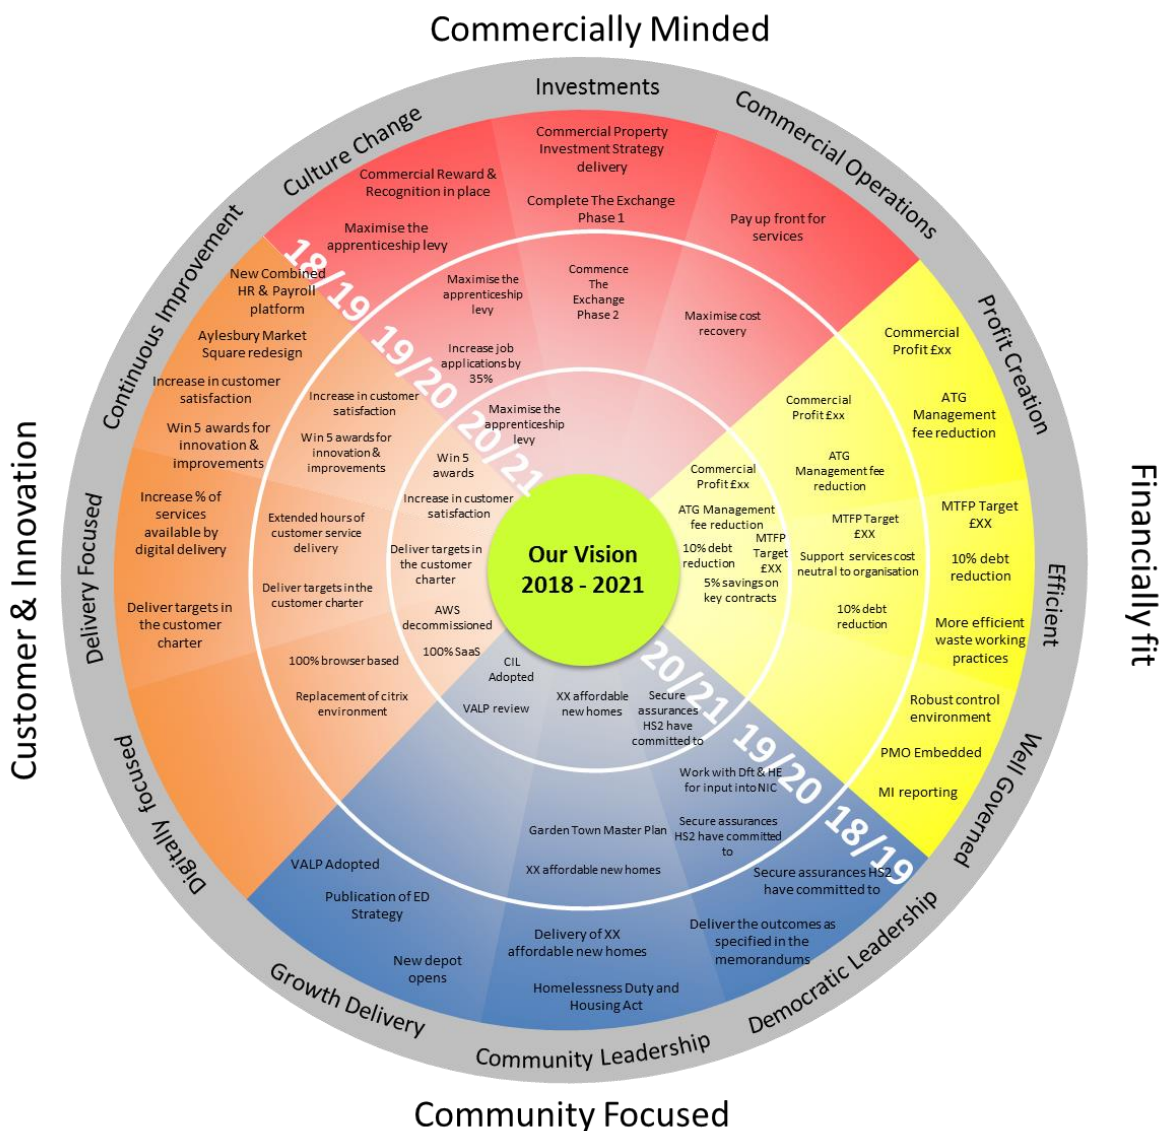 Commercially Minded
Investments
Culture Change
Commercial Operations
Continuous Improvement
Profit Creation
Delivery Focused
Efficient
Digitally focused
Well Governed
Growth Delivery
Community Leadership
Democratic Leadership
Customer & Innovation
Financially fit
Community Focused
18/19
19/20
20/21
Commercial Reward &
Recognition in place
Maximise the
apprenticeship levy
Commercial Property
Investment Strategy
delivery
Complete The Exchange
Phase 1
Pay up front for
services
Maximise the
apprenticeship
levy
Increase job
applications by
35%
Commence
The
Exchange
Phase 2
Maximise cost
recovery
Maximise the
apprenticeship
levy
Commercial
Profit £xx
ATG
Management
fee reduction
MTFP Target
£XX
10% debt
reduction
More efficient
waste working
practices
Robust control
environment
PMO Embedded
MI reporting
Commercial
Profit £xx
ATG
Management fee
reduction
MTFP Target
£XX
Support services cost
neutral to organisation
10% debt
reduction
Commercial
Profit £xx
ATG Management
fee reduction
10% debt
reduction
MTFP
Target
£XX
5% savings on
key contracts
Our Vision
2018 - 2021
New Combined
HR & Payroll
platform
Aylesbury Market
Square redesign
Increase in customer
satisfaction
Win 5 awards for
innovation &
improvements
Increase % of
services
available by
digital delivery
Deliver targets in
the customer
charter
Increase in customer
satisfaction
Win 5 awards for
innovation &
improvements
Extended hours of
customer service
delivery
Deliver targets in the
customer charter
100% browser based
Replacement of citrix
environment
Win 5
awards
Increase in customer
satisfaction
Deliver targets in
the customer
charter
AWS
decommissioned
100% SaaS
CIL
Adopted
VALP review
XX affordable
new homes
Secure
assurances
HS2 have
committed to
20/21
19/20
18/19
Work with Dft & HE
for input into NIC
Secure assurances
HS2 have committed
to
Garden Town Master Plan
XX affordable new homes
VALP Adopted
Publication of ED
Strategy
New depot
opens
Delivery of XX
affordable new homes
Homelessness Duty and
Housing Act
Secure assurances HS2
have committed to
Deliver the outcomes as
specified in the
memorandums